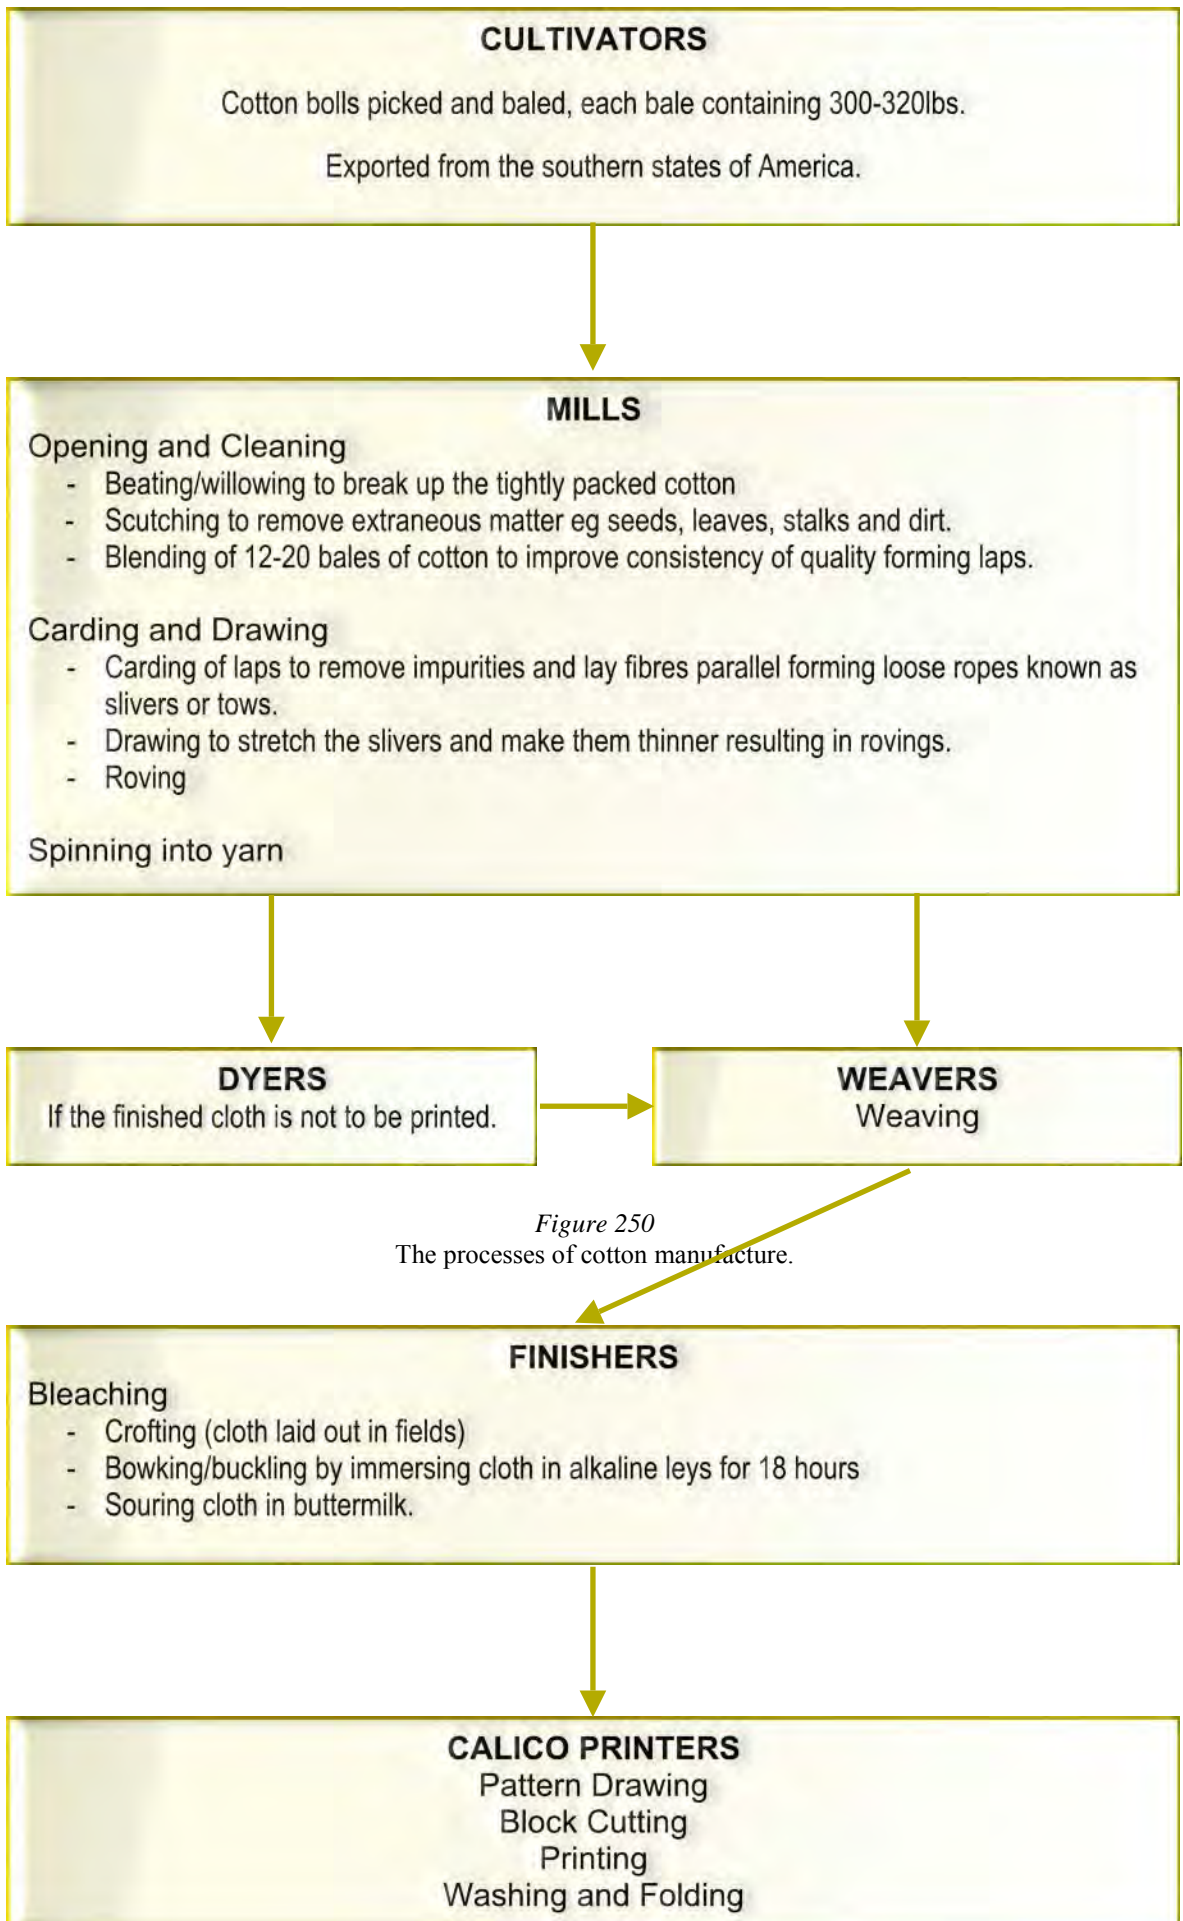 CULTIVATORS
Cotton bolls picked and baled, each bale containing 300-320lbs.
Exported from the southern states of America.
MILLS
Opening and Cleaning
- Beating/willowing to break up the tightly packed cotton
- Scutching to remove extraneous matter eg seeds, leaves, stalks and dirt.
- Blending of 12-20 bales of cotton to improve consistency of quality forming laps.
Carding and Drawing
- Carding of laps to remove impurities and lay fibres parallel forming loose ropes known as
slivers or tows.
- Drawing to stretch the slivers and make them thinner resulting in rovings.
- Roving
Spinning into yarn
DYERS
If the finished cloth is not to be printed.
WEAVERS
Weaving
Figure 250
The processes of cotton manufacture.
FINISHERS
Bleaching
- Crofting (cloth laid out in fields)
- Bowking/buckling by immersing cloth in alkaline leys for 18 hours
- Souring cloth in buttermilk.
CALICO PRINTERS
Pattern Drawing
Block Cutting
Printing
Washing and Folding